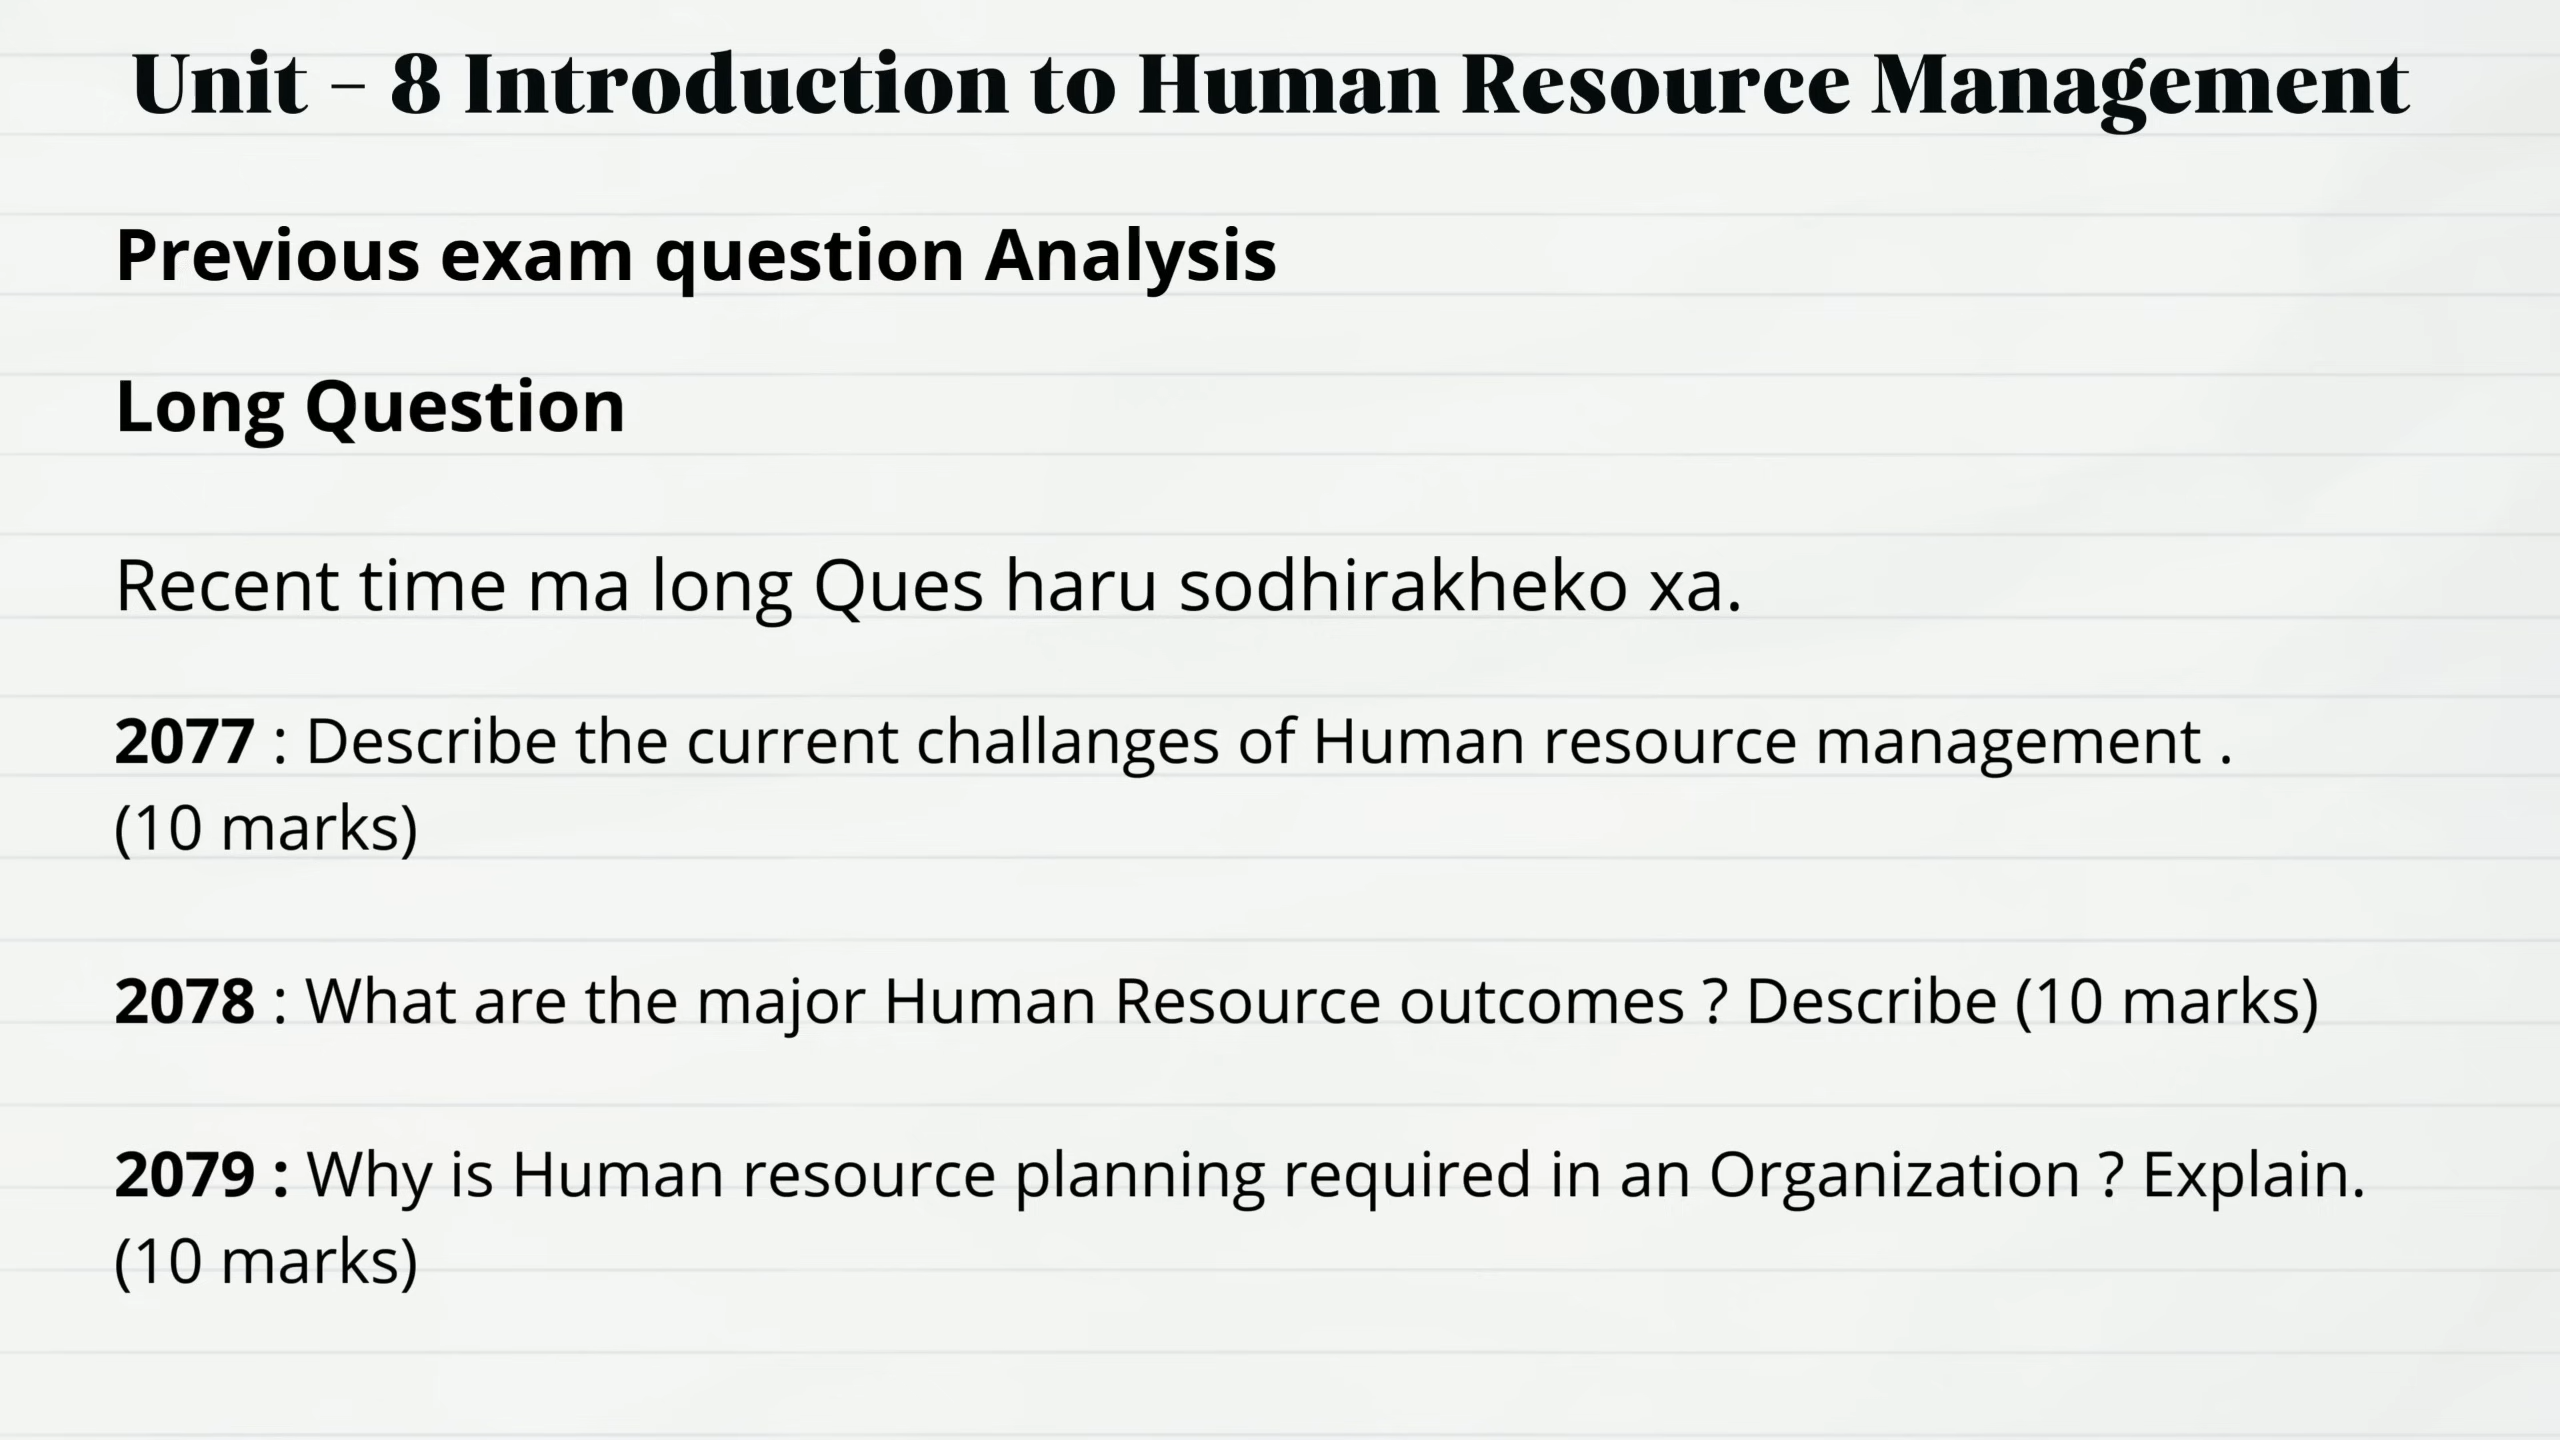 Unit – 8 Introduction to Human Resource Management
Previous exam question Analysis
Long Question
Recent time ma long Ques haru sodhirakheko xa.
2077 : Describe the current challanges of Human resource management .
(10 marks)
2078 : What are the major Human Resource outcomes ? Describe (10 marks)
2079 : Why is Human resource planning required in an Organization ? Explain.
(10 marks)